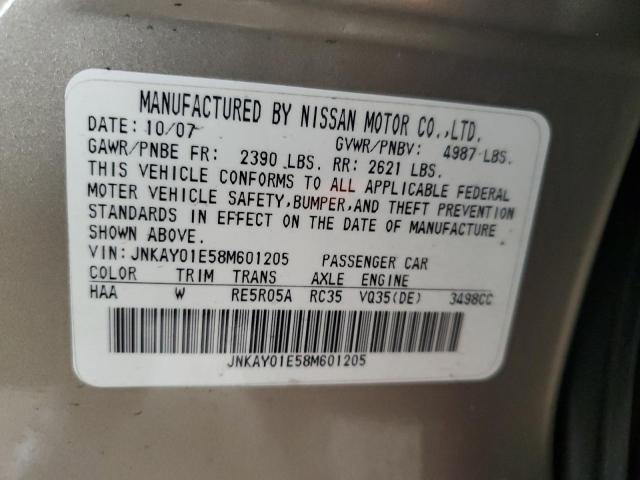 MANUFACTURED BY NISSAN MOTOR CO.,LTD.
DATE: 10/07 GVWR/PNBV: 4987 LBS.
GAWR/PNBE FR: 2390 LBS. RR: 2621 LBS.
THIS VEHICLE CONFORMS TO ALL APPLICABLE FEDERAL
MOTER VEHICLE SAFETY,BUMPER,AND THEFT PREVENTION
STANDARDS IN EFFECT ON THE DATE OF MANUFACTURE
SHOWN ABOVE.
VIN: JNKAY01E58M601205 PASSENGER CAR
COLOR TRIM TRANS AXLE ENGINE
HAA W RE5R05A RC35 VQ35(DE) 3498CC
JNKAY01E58M601205